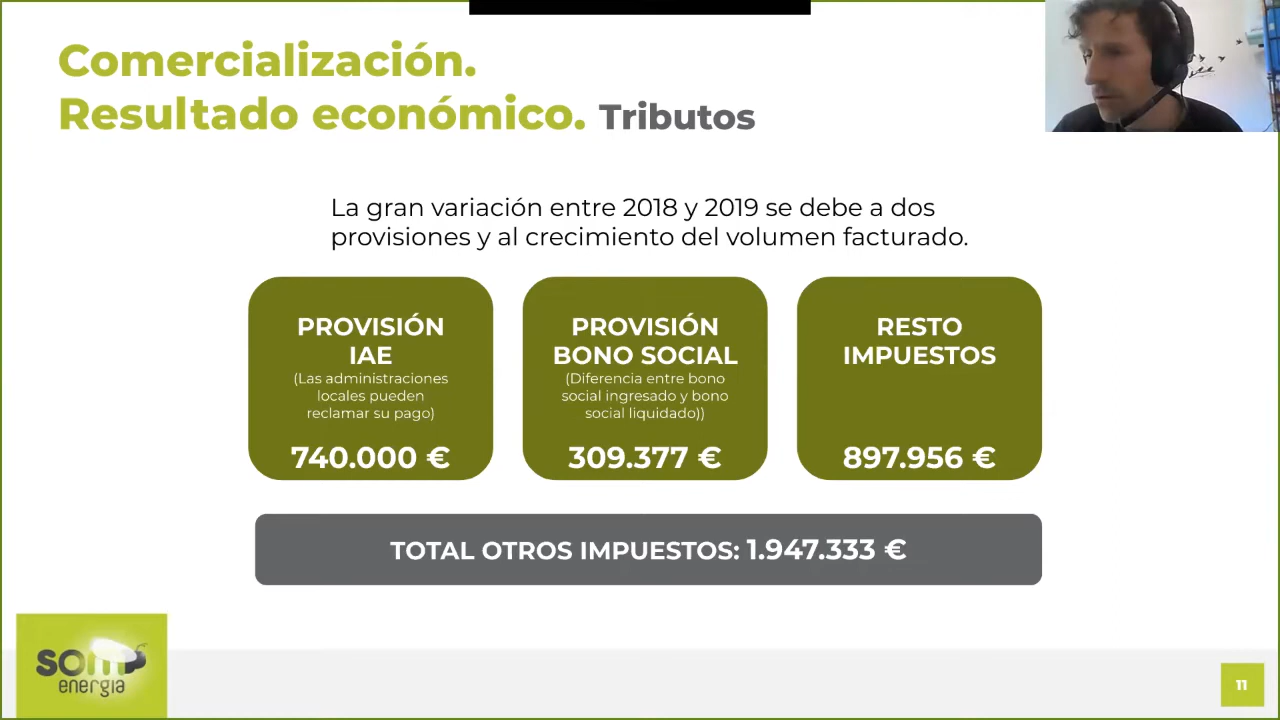 Comercialización.
Resultado económico. Tributos
La gran variación entre 2018 y 2019 se debe a dos
provisiones y al crecimiento del volumen facturado.
PROVISIÓN
IAE
(Las administraciones
locales pueden
reclamar su pago)
740.000 €
PROVISIÓN
BONO SOCIAL
(Diferencia entre bono
social ingresado y bono
social liquidado))
309.377 €
RESTO
IMPUESTOS
897.956 €
TOTAL OTROS IMPUESTOS: 1.947.333 €
som
energia
11